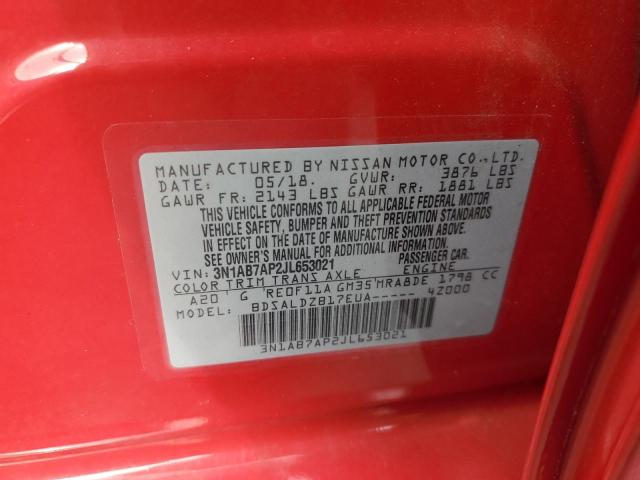 MANUFACTURED BY NISSAN MOTOR CO.,LTD.
DATE: 05/18. GVWR: 3876 LBS
GAWR FR: 2143 LBS GAWR RR: 1881 LBS
THIS VEHICLE CONFORMS TO ALL APPLICABLE FEDERAL MOTOR
VEHICLE SAFETY, BUMPER AND THEFT PREVENTION STANDARDS
IN EFFECT ON THE DATE OF MANUFACTURE SHOWN ABOVE.
SEE OWNER'S MANUAL FOR ADDITIONAL INFORMATION.
VIN: 3N1AB7AP2JL653021 PASSENGER CAR
COLOR TRIM TRANS AXLE ENGINE
A20 G RE0F11A GM35 MRA8DE 1798 CC
MODEL: BDSALDZB17EUA----- 4Z000
3N1AB7AP2JL653021